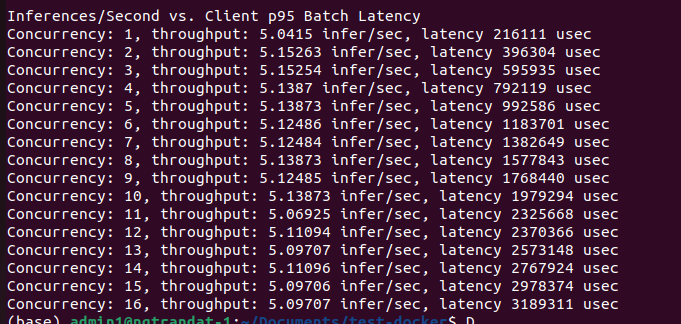 Inferences/Second vs. Client p95 Batch Latency
Concurrency: 1, throughput: 5.0415 infer/sec, latency 216111 usec
Concurrency: 2, throughput: 5.15263 infer/sec, latency 396304 usec
Concurrency: 3, throughput: 5.15254 infer/sec, latency 595935 usec
Concurrency: 4, throughput: 5.1387 infer/sec, latency 792119 usec
Concurrency: 5, throughput: 5.13873 infer/sec, latency 992586 usec
Concurrency: 6, throughput: 5.12486 infer/sec, latency 1183701 usec
Concurrency: 7, throughput: 5.12484 infer/sec, latency 1382649 usec
Concurrency: 8, throughput: 5.13873 infer/sec, latency 1577843 usec
Concurrency: 9, throughput: 5.12485 infer/sec, latency 1768440 usec
Concurrency: 10, throughput: 5.13873 infer/sec, latency 1979294 usec
Concurrency: 11, throughput: 5.06925 infer/sec, latency 2325668 usec
Concurrency: 12, throughput: 5.11094 infer/sec, latency 2370366 usec
Concurrency: 13, throughput: 5.09707 infer/sec, latency 2573148 usec
Concurrency: 14, throughput: 5.11096 infer/sec, latency 2767924 usec
Concurrency: 15, throughput: 5.09706 infer/sec, latency 2978374 usec
Concurrency: 16, throughput: 5.09707 infer/sec, latency 3189311 usec
(base) admin1@nqtrandat-1:~/Documents/test-docker$